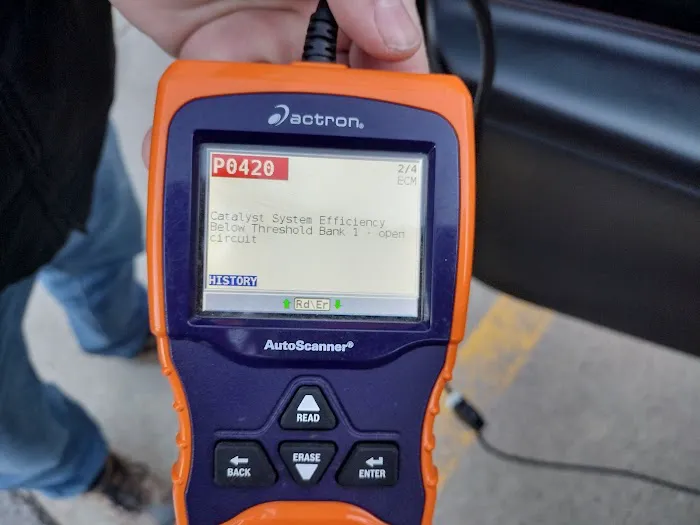 actron®
P0420 2/4
ECM
Catalyst System Efficiency
Below Threshold Bank 1 - open
circuit
HISTORY
Rd\Er
AutoScanner®
READ
BACK
ERASE
ENTER